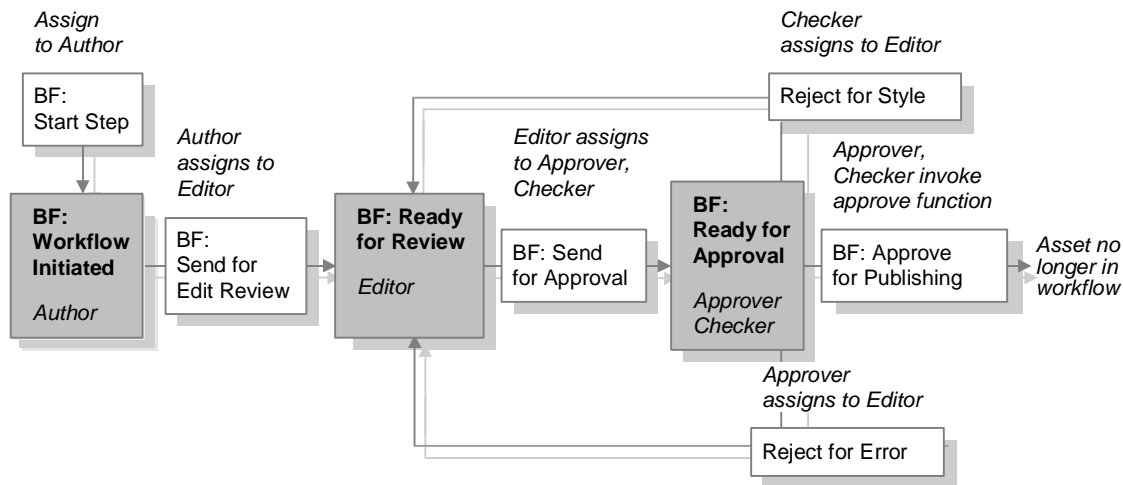 Assign
to Author
BF:
Start Step
Author
assigns to
Editor
BF:
Workflow
Initiated
Author
BF:
Send for
Edit Review
BF: Ready
for Review
Editor
Editor assigns
to Approver,
Checker
BF: Send
for Approval
Checker
assigns to Editor
Reject for Style
BF:
Ready for
Approval
Approver
Checker
Approver,
Checker invoke
approve function
BF: Approve
for Publishing
Asset no
longer in
workflow
Approver
assigns to Editor
Reject for Error